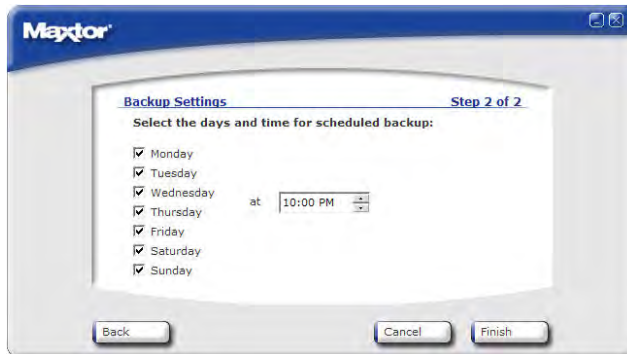 Maxtor
Backup Settings Step 2 of 2
Select the days and time for scheduled backup:
Monday
Tuesday
Wednesday
at 10:00 PM
Thursday
Friday
Saturday
Sunday
Back Cancel Finish